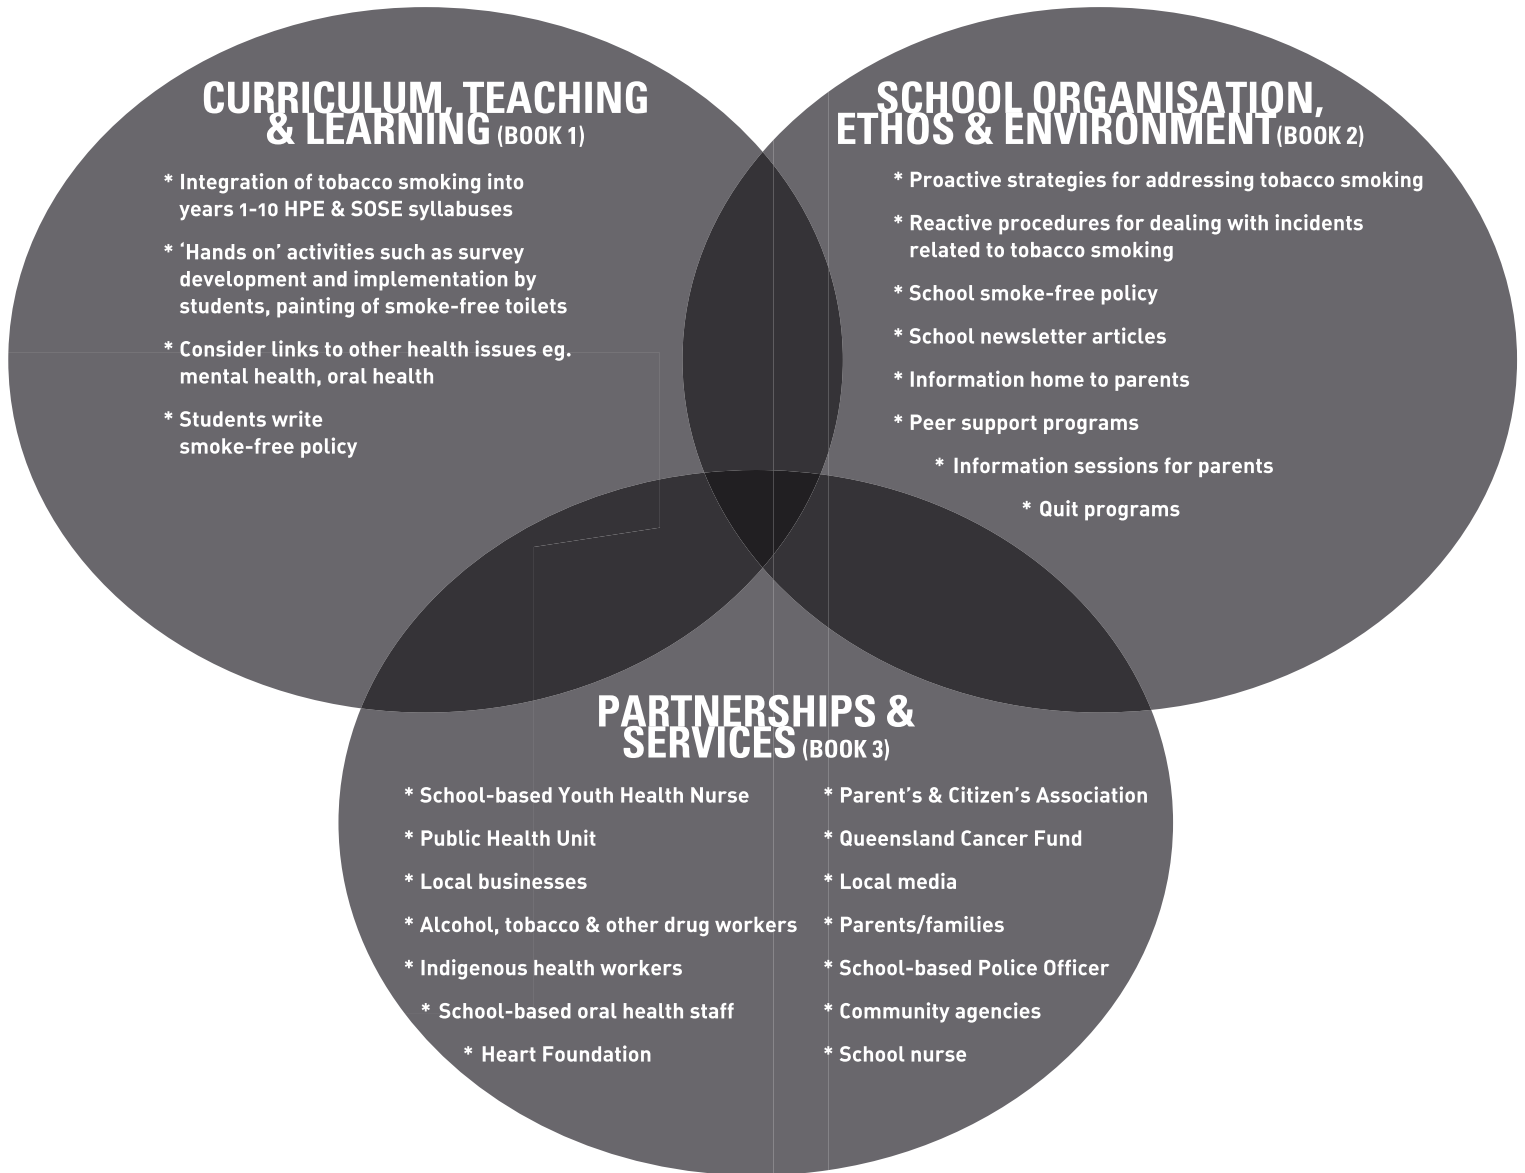 CURRICULUM, TEACHING
& LEARNING (BOOK 1)
* Integration of tobacco smoking into
years 1-10 HPE & SOSE syllabuses
* ‘Hands on’ activities such as survey
development and implementation by
students, painting of smoke-free toilets
* Consider links to other health issues eg.
mental health, oral health
* Students write
smoke-free policy
SCHOOL ORGANISATION,
ETHOS & ENVIRONMENT (BOOK 2)
* Proactive strategies for addressing tobacco smoking
* Reactive procedures for dealing with incidents
related to tobacco smoking
* School smoke-free policy
* School newsletter articles
* Information home to parents
* Peer support programs
* Information sessions for parents
* Quit programs
PARTNERSHIPS &
SERVICES (BOOK 3)
* School-based Youth Health Nurse
* Public Health Unit
* Local businesses
* Alcohol, tobacco & other drug workers
* Indigenous health workers
* School-based oral health staff
* Heart Foundation
* Parent’s & Citizen’s Association
* Queensland Cancer Fund
* Local media
* Parents/families
* School-based Police Officer
* Community agencies
* School nurse